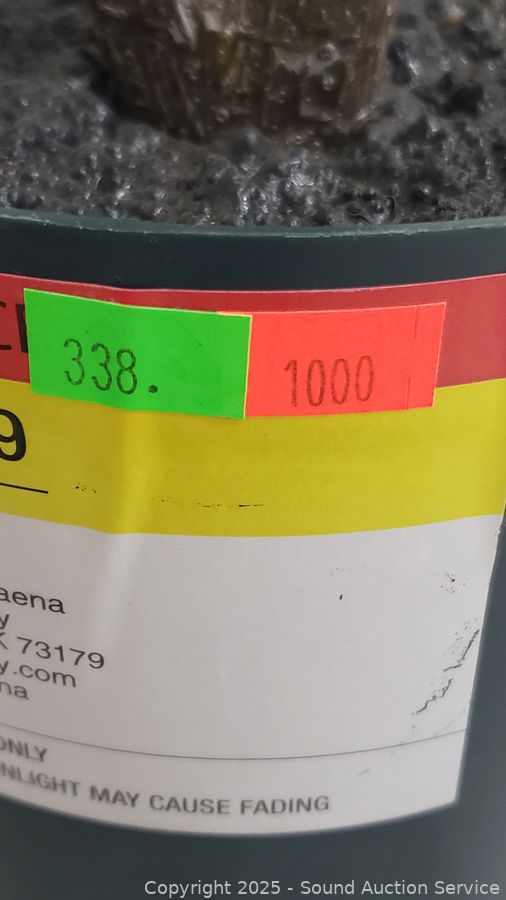 338.
1000
9
aena
y
K 73179
y.com
na
ONLY
NLIGHT MAY CAUSE FADING
Copyright 2025 - Sound Auction Service